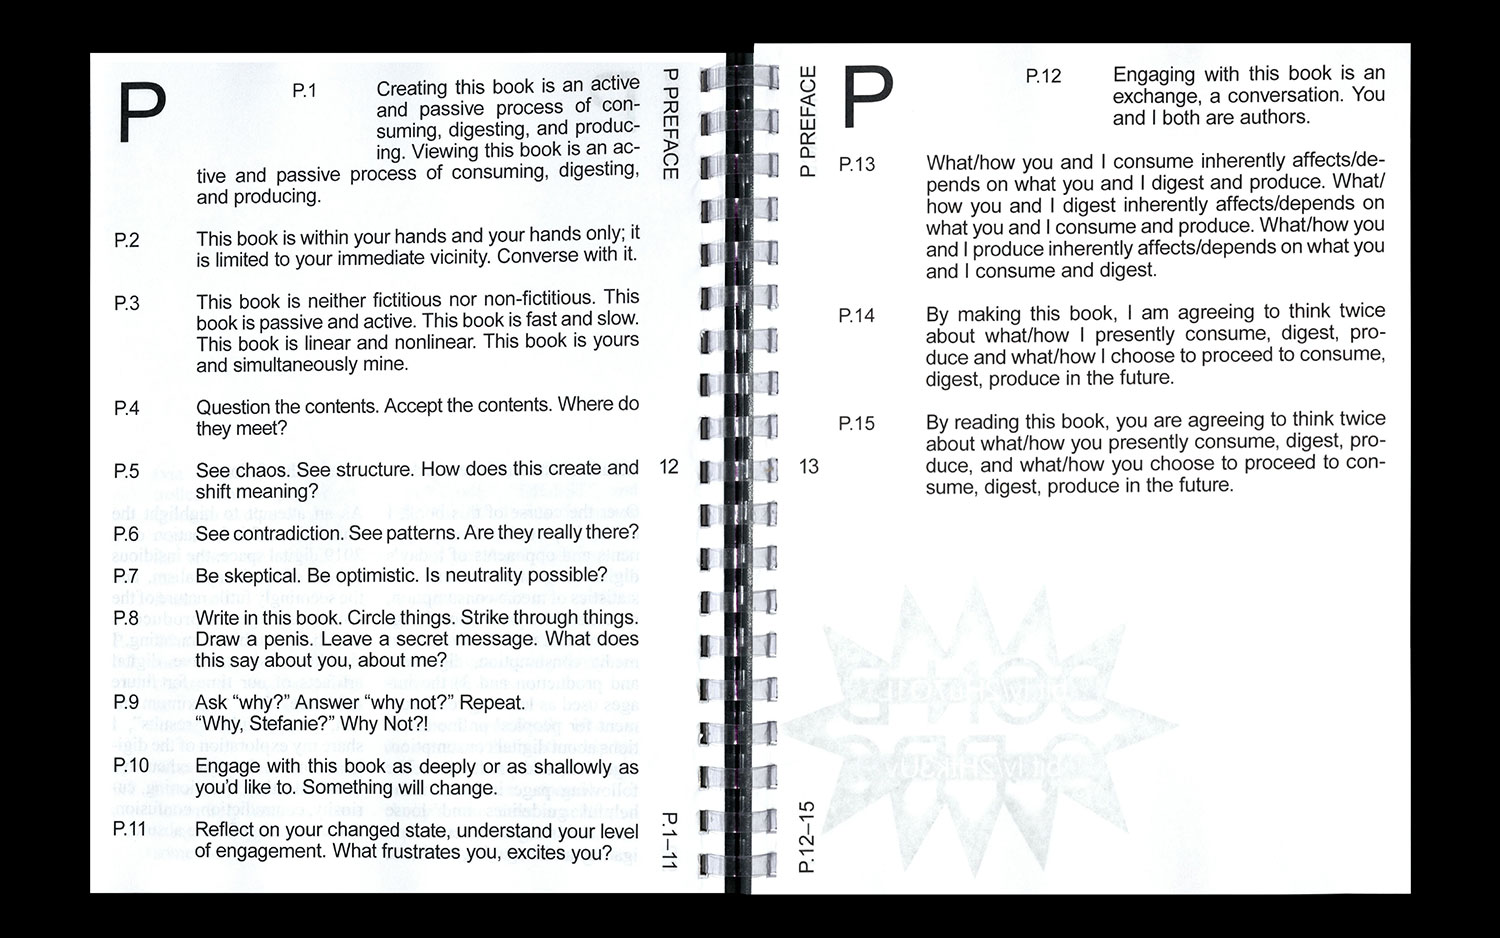 P
P.1
Creating this book is an active
and passive process of con-
suming, digesting, and produc-
ing. Viewing this book is an ac-
tive and passive process of consuming, digesting,
and producing.
P.2
This book is within your hands and your hands only; it
is limited to your immediate vicinity. Converse with it.
P.3
This book is neither fictitious nor non-fictitious. This
book is passive and active. This book is fast and slow.
This book is linear and nonlinear. This book is yours
and simultaneously mine.
P.4
Question the contents. Accept the contents. Where do
they meet?
P.5
See chaos. See structure. How does this create and
shift meaning?
P.6
See contradiction. See patterns. Are they really there?
P.7
Be skeptical. Be optimistic. Is neutrality possible?
P.8
Write in this book. Circle things. Strike through things.
Draw a penis. Leave a secret message. What does
this say about you, about me?
P.9
Ask “why?” Answer “why not?” Repeat.
“Why, Stefanie?” Why Not?!
P.10
Engage with this book as deeply or as shallowly as
you’d like to. Something will change.
P.11
Reflect on your changed state, understand your level
of engagement. What frustrates you, excites you?
P PREFACE
12
P.1–11
P PREFACE
13
P.12–15
P
P.12
Engaging with this book is an
exchange, a conversation. You
and I both are authors.
P.13
What/how you and I consume inherently affects/de-
pends on what you and I digest and produce. What/
how you and I digest inherently affects/depends on
what you and I consume and produce. What/how you
and I produce inherently affects/depends on what you
and I consume and digest.
P.14
By making this book, I am agreeing to think twice
about what/how I presently consume, digest, pro-
duce and what/how I choose to proceed to consume,
digest, produce in the future.
P.15
By reading this book, you are agreeing to think twice
about what/how you presently consume, digest, pro-
duce, and what/how you choose to proceed to con-
sume, digest, produce in the future.